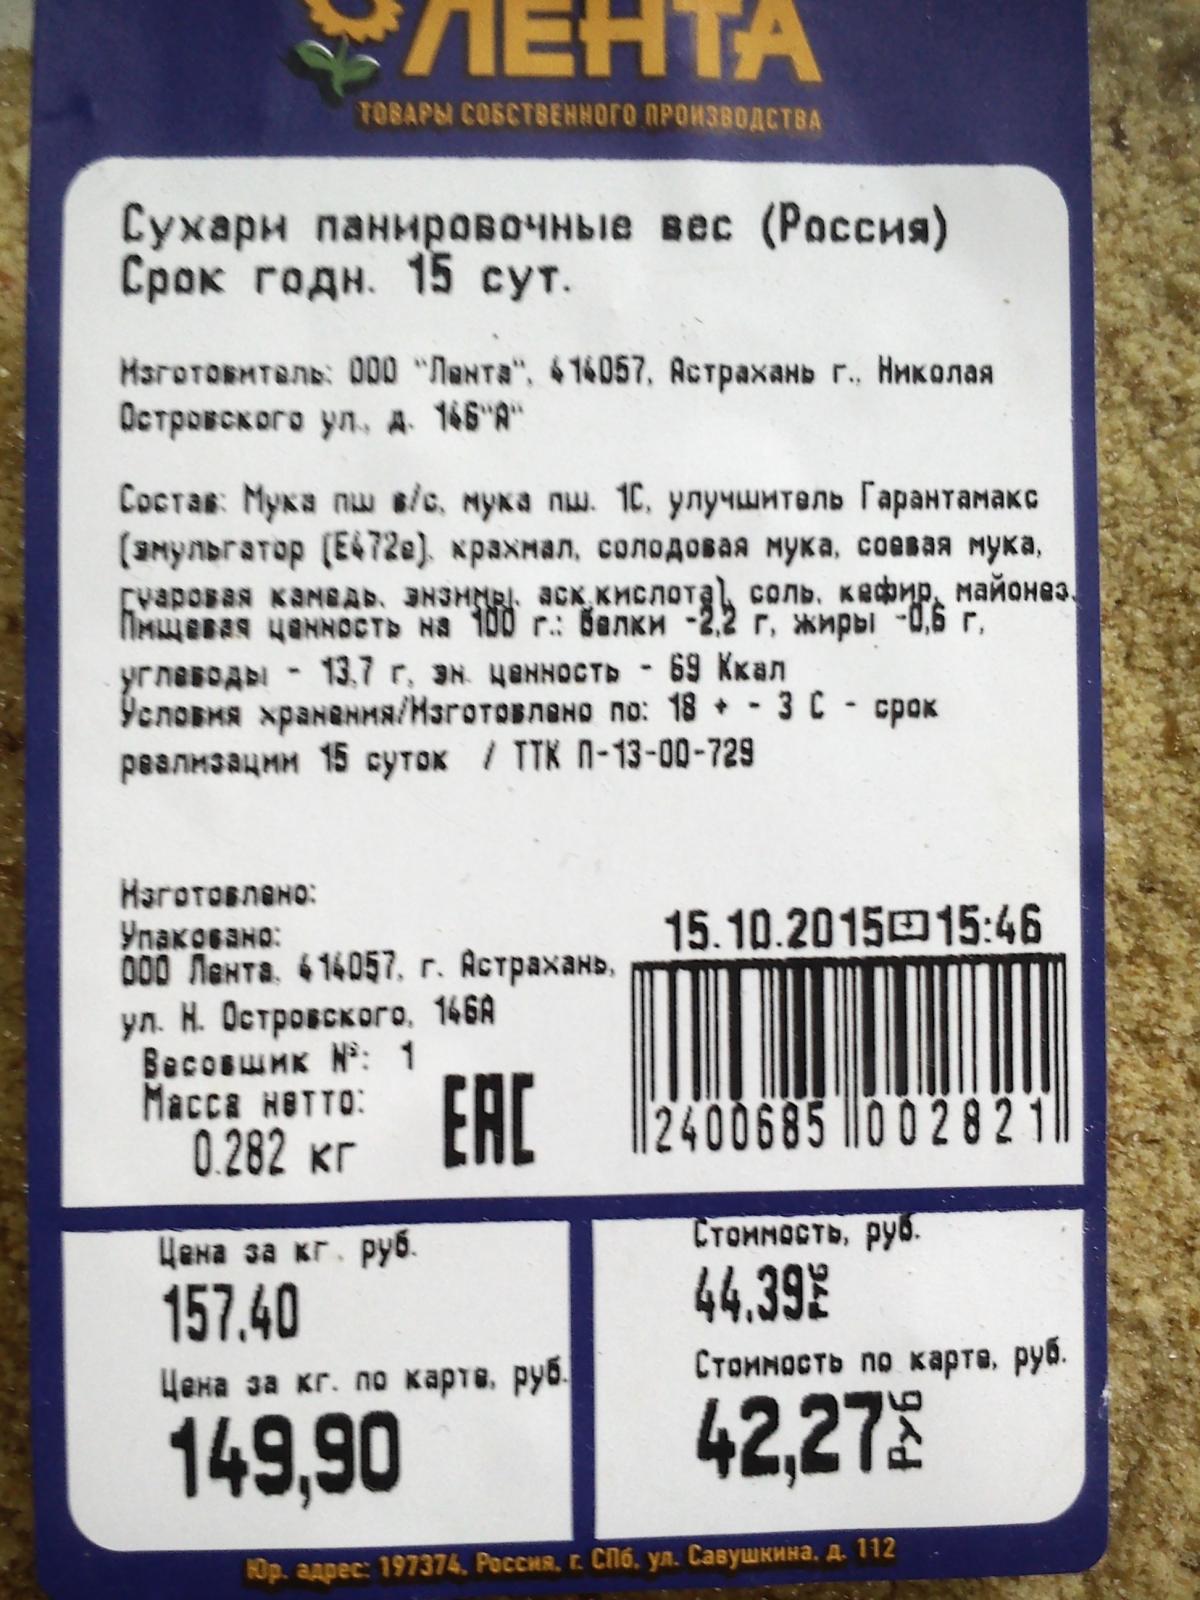 ЛЕНТА
ТОВАРЫ СОБСТВЕННОГО ПРОИЗВОДСТВА
Сухари панировочные вес (Россия)
Срок годн. 15 сут.
Изготовитель: ООО "Лента", 414057, Астрахань г., Николая
Островского ул., д. 146"А"
Состав: Мука пш в/с, мука пш. 1С, улучшитель Гарантамакс
(эмульгатор (Е472е), крахмал, солодовая мука, соевая мука,
гуаровая камедь, энзимы, аск.кислота), соль, кефир, майонез.
Пищевая ценность на 100 г.: белки -2,2 г, жиры -0,6 г,
углеводы - 13,7 г, эн. ценность - 69 Ккал
Условия хранения/Изготовлено по: 18 + - 3 С - срок
реализации 15 суток / ТТК П-13-00-729
Изготовлено:
Упаковано:
15.10.2015 15:46
ООО Лента, 414057, г. Астрахань,
ул. Н. Островского, 146А
Весовщик №: 1
Масса нетто:
0.282 кг
ЕАС
2400685 002821
Цена за кг. руб.
157.40
Цена за кг. по карте, руб.
149,90
Стоимость, руб.
44.39 Руб
Стоимость по карте, руб.
42,27 Руб
Юр. адрес: 197374, Россия, г. СПб, ул. Савушкина, д. 112